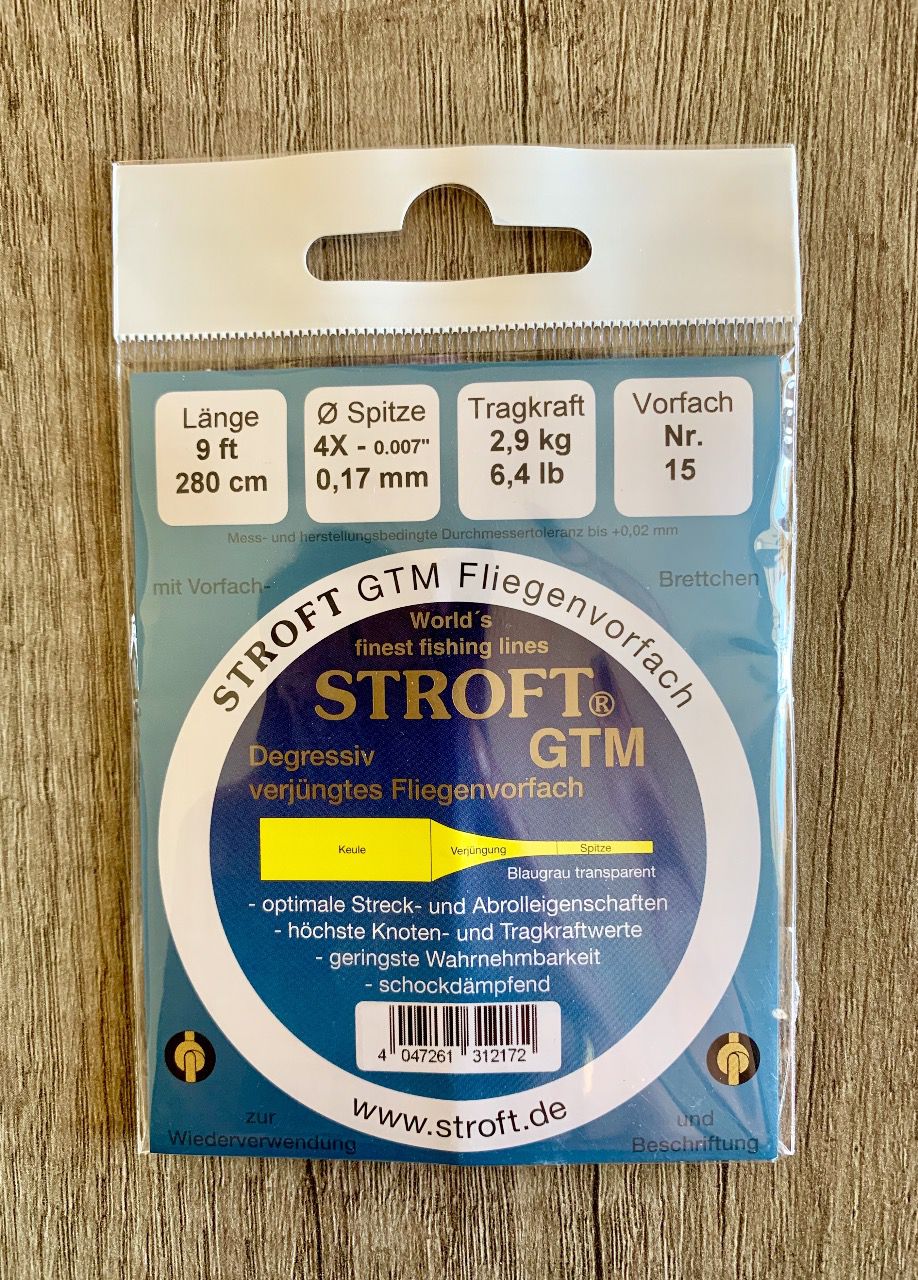 Länge
9 ft
280 cm
Ø Spitze
4X - 0.007"
0,17 mm
Tragkraft
2,9 kg
6,4 lb
Vorfach
Nr.
15
Mess- und herstellungsbedingte Durchmessertoleranz bis +0,02 mm
mit Vorfach- Brettchen
STROFT GTM Fliegenvorfach
World´s
finest fishing lines
STROFT®
GTM
Degressiv
verjüngtes Fliegenvorfach
Keule Verjüngung Spitze
Blaugrau transparent
- optimale Streck- und Abrolleigenschaften
- höchste Knoten- und Tragkraftwerte
- geringste Wahrnehmbarkeit
- schockdämpfend
4 047261 312172
www.stroft.de
zur
Wiederverwendung
und
Beschriftung